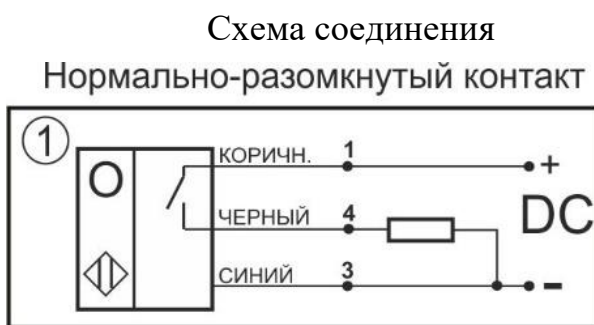 Схема соединения
Нормально-разомкнутый контакт
1
О
КОРИЧН. 1 +
ЧЕРНЫЙ 4 DC
СИНИЙ 3 -